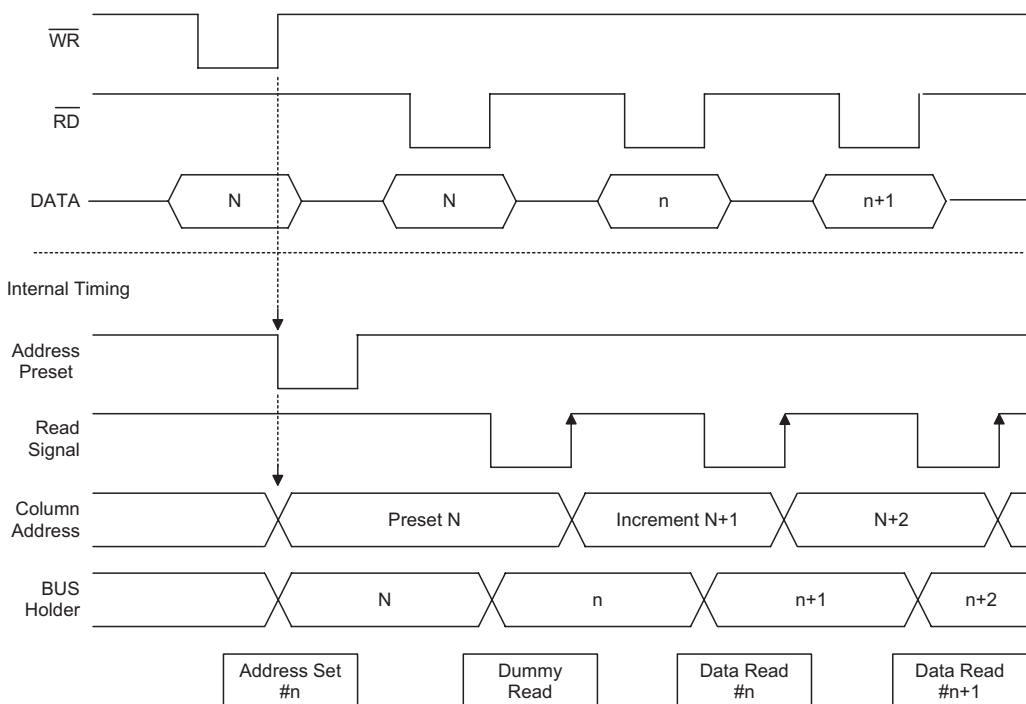 WR
RD
DATA
N
N
n
n+1
Internal Timing
Address
Preset
Read
Signal
Column
Address
Preset N
Increment N+1
N+2
BUS
Holder
N
n
n+1
n+2
Address Set
#n
Dummy
Read
Data Read
#n
Data Read
#n+1